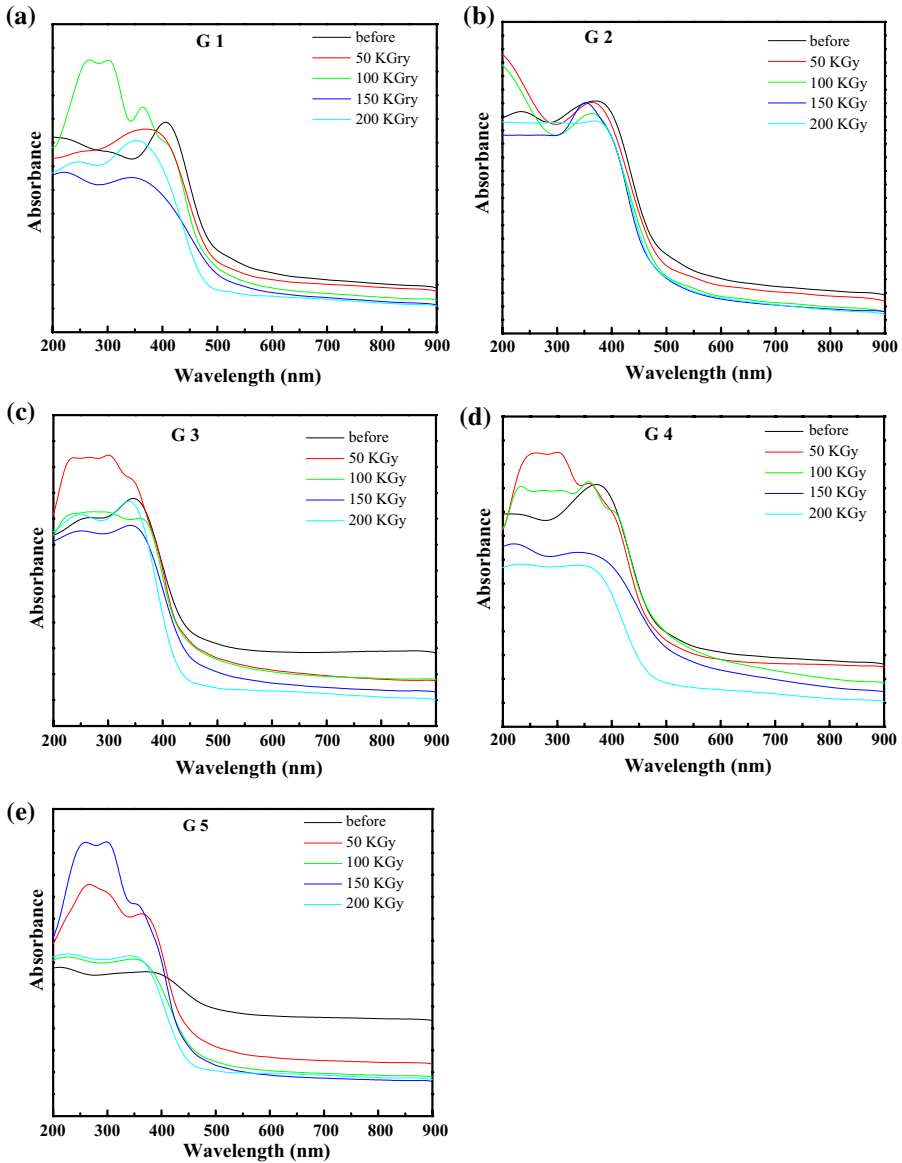 (a)
G 1
before
50 KGry
100 KGry
150 KGry
200 KGry
Absorbance
200 300 400 500 600 700 800 900
Wavelength (nm)
(b)
G 2
before
50 KGy
100 KGy
150 KGy
200 KGy
Absorbance
200 300 400 500 600 700 800 900
Wavelength (nm)
(c)
G 3
before
50 KGy
100 KGy
150 KGy
200 KGy
Absorbance
200 300 400 500 600 700 800 900
Wavelength (nm)
(d)
G 4
before
50 KGy
100 KGy
150 KGy
200 KGy
Absorbance
200 300 400 500 600 700 800 900
Wavelength (nm)
(e)
G 5
before
50 KGy
100 KGy
150 KGy
200 KGy
Absorbance
200 300 400 500 600 700 800 900
Wavelength (nm)